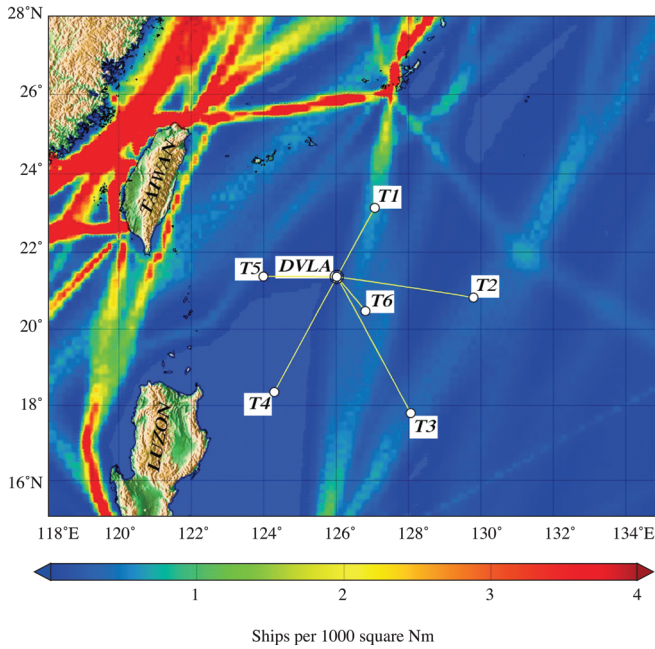 28°N
26°
24°
22°
20°
18°
16°N
TAIWAN
LUZON
T1
DVLA
T5
T2
T6
T4
T3
118°E 120° 122° 124° 126° 128° 130° 132° 134°E
1 2 3 4
Ships per 1000 square Nm